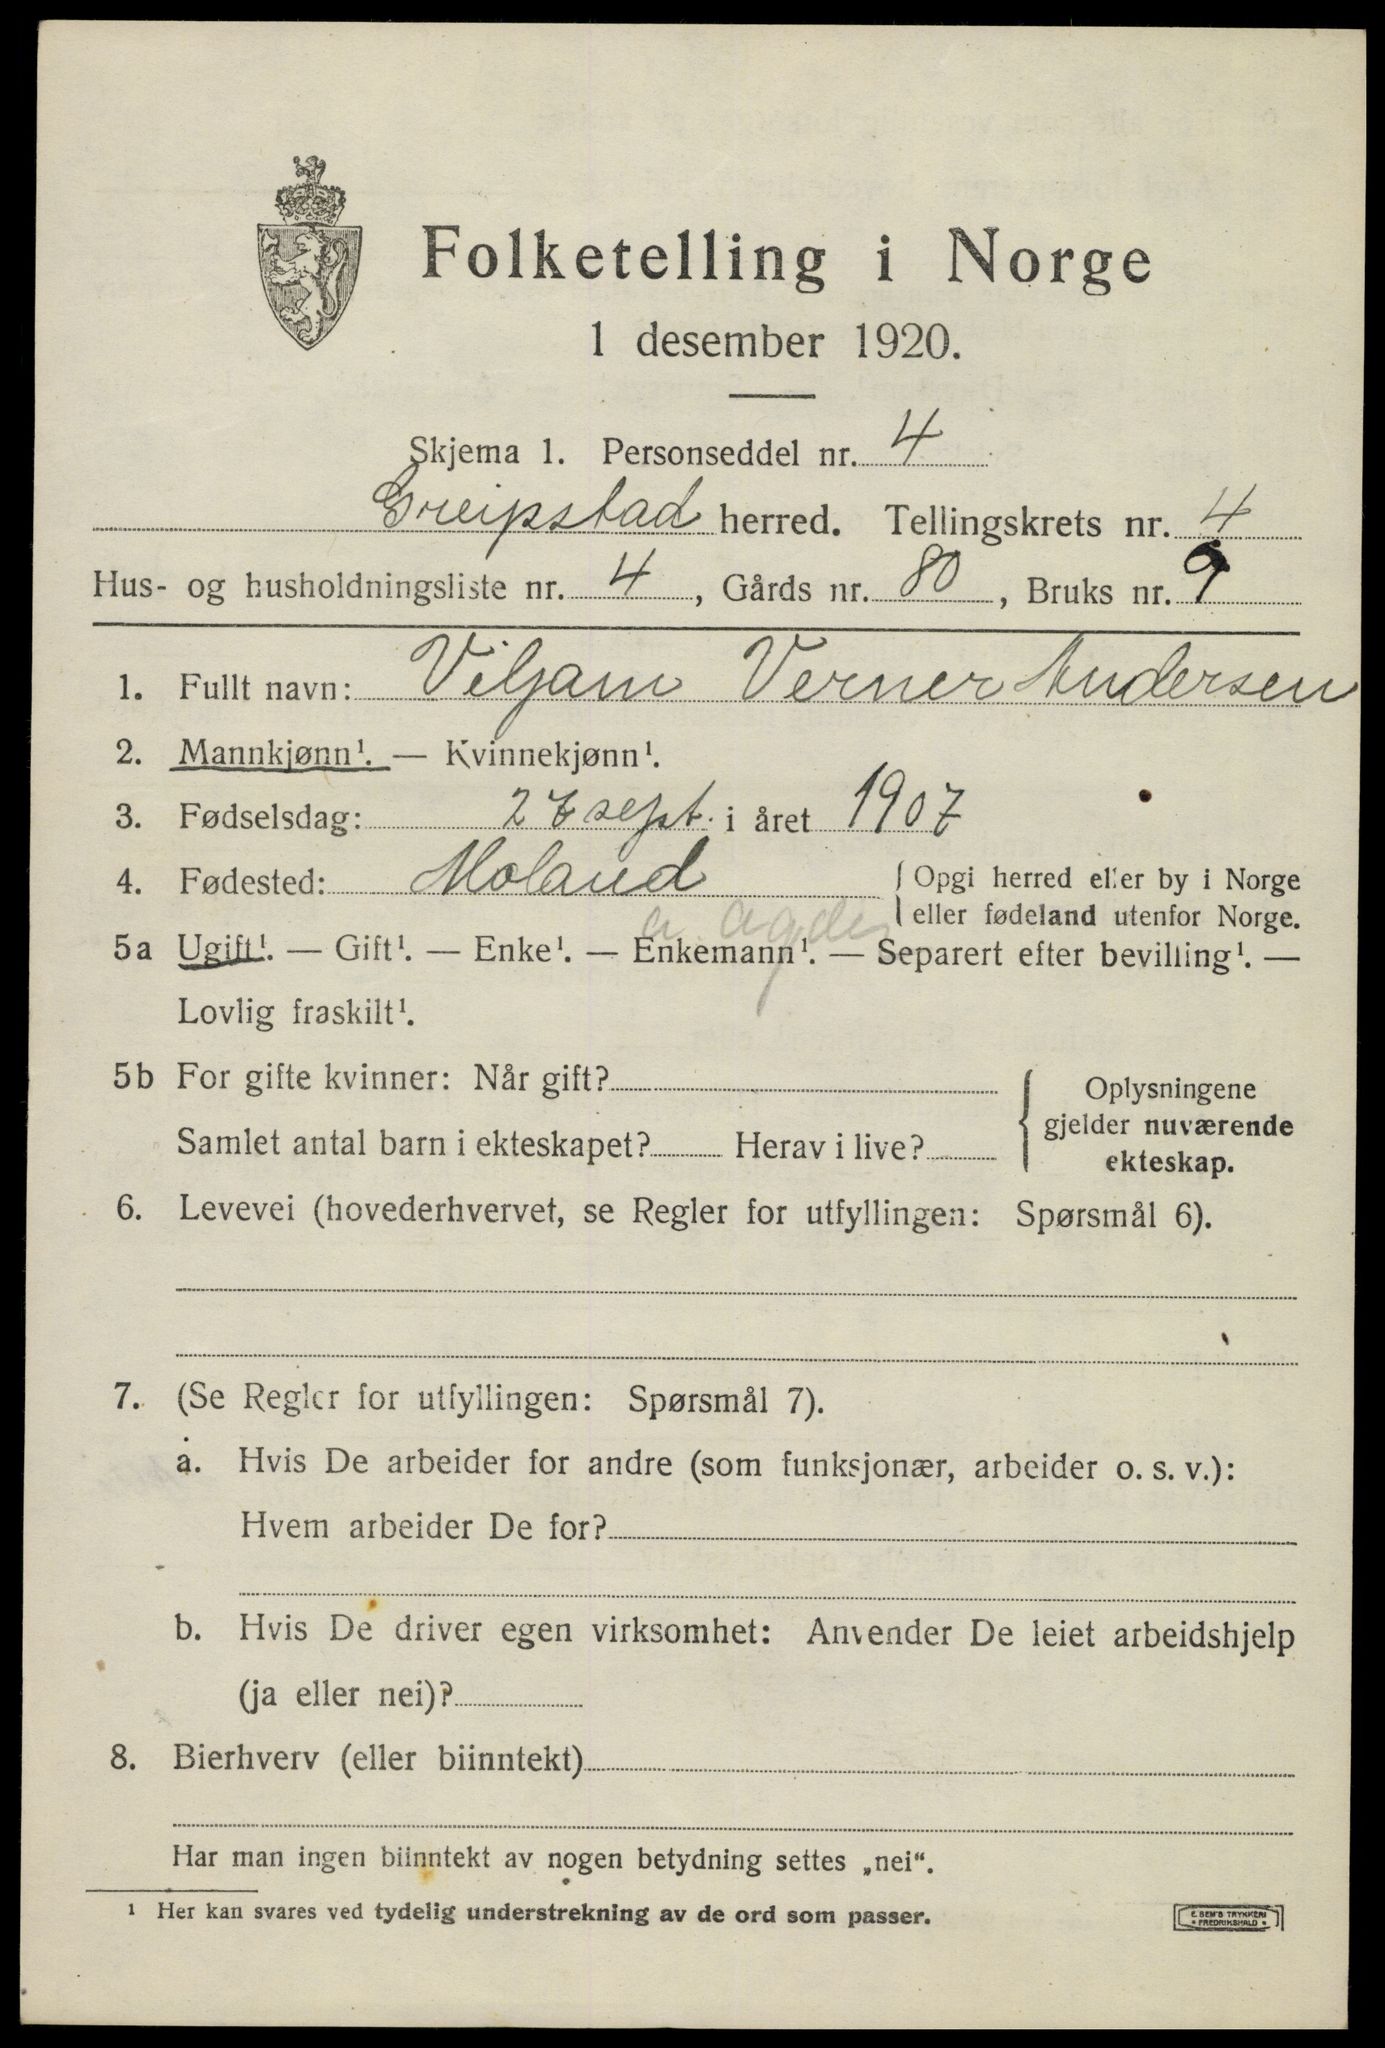 Folketelling i Norge
1 desember 1920.
Skjema 1. Personseddel nr. 4
Greipstad herred. Tellingskrets nr. 4
Hus- og husholdningsliste nr. 4, Gårds nr. 80, Bruks nr. 9
1. Fullt navn: Viljam Verner Andersen
2. Mannkjønn¹. — Kvinnekjønn¹.
3. Fødselsdag: 27 sept. i året 1907
4. Fødested: Moland { Opgi herred eller by i Norge
eller fødeland utenfor Norge.
a. agder
5a Ugift¹. — Gift¹. — Enke¹. — Enkemann¹. — Separert efter bevilling¹. —
Lovlig fraskilt¹.
5b For gifte kvinner: Når gift?
Samlet antal barn i ekteskapet? Herav i live?
{ Oplysningene
gjelder nuværende
ekteskap.
6. Levevei (hovederhvervet, se Regler for utfyllingen: Spørsmål 6).
7. (Se Regler for utfyllingen: Spørsmål 7).
a. Hvis De arbeider for andre (som funksjonær, arbeider o. s. v.):
Hvem arbeider De for?
b. Hvis De driver egen virksomhet: Anvender De leiet arbeidshjelp
(ja eller nei)?
8. Bierhverv (eller biinntekt)
Har man ingen biinntekt av nogen betydning settes „nei“.
¹ Her kan svares ved tydelig understrekning av de ord som passer.
E. SEM'S TRYKKERI
• FREDRIKSHALD •